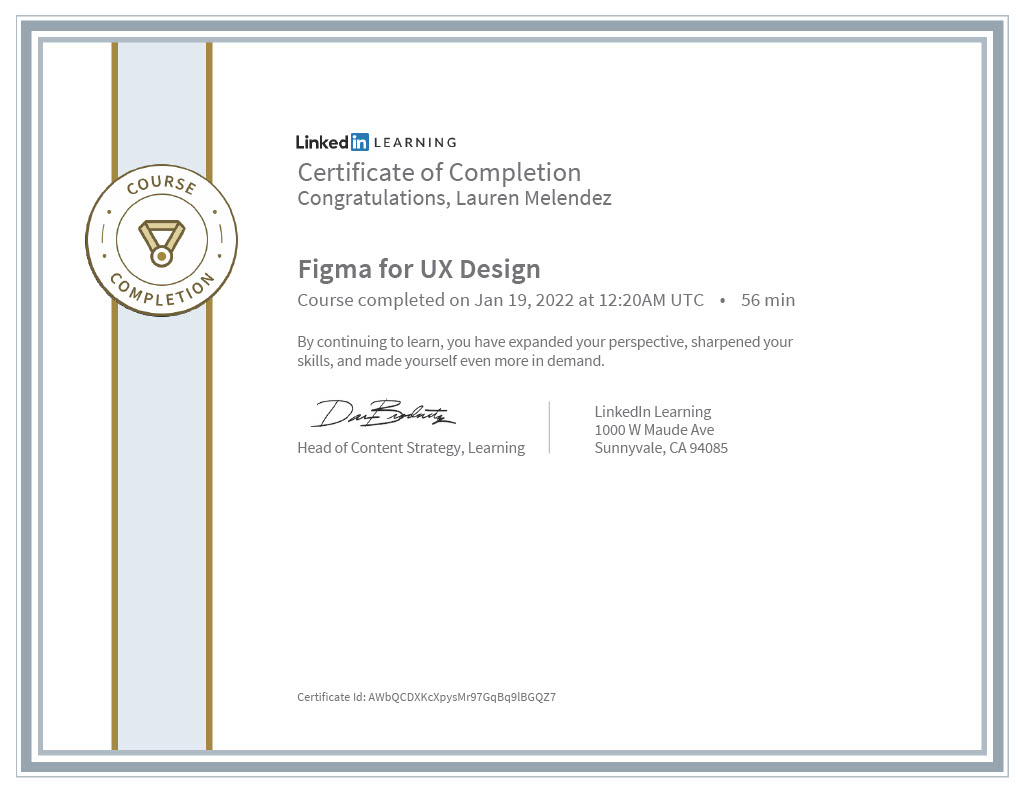 COURSE
COMPLETION
Linked in LEARNING
Certificate of Completion
Congratulations, Lauren Melendez
Figma for UX Design
Course completed on Jan 19, 2022 at 12:20AM UTC • 56 min
By continuing to learn, you have expanded your perspective, sharpened your
skills, and made yourself even more in demand.
Head of Content Strategy, Learning
LinkedIn Learning
1000 W Maude Ave
Sunnyvale, CA 94085
Certificate Id: AWbQCDXKcXpysMr97GqBq9lBGQZ7